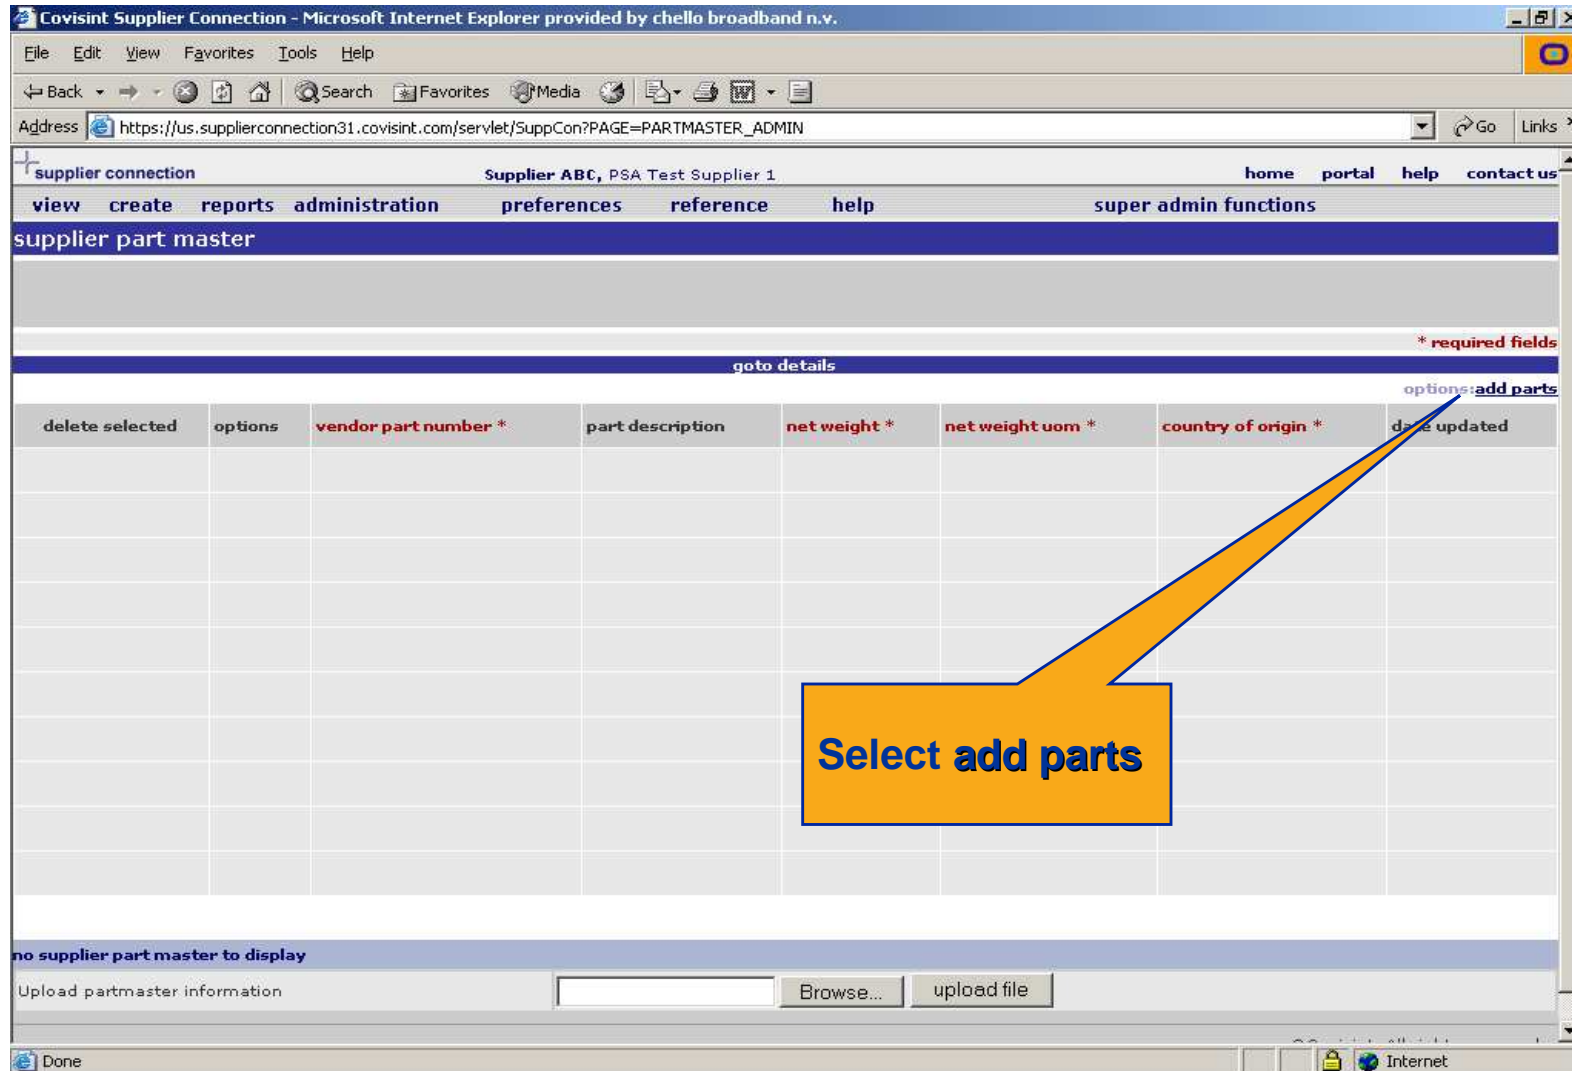 Covisint Supplier Connection - Microsoft Internet Explorer provided by chello broadband n.v.
File Edit View Favorites Tools Help
Back Search Favorites Media
Address https://us.supplierconnection31.covisint.com/servlet/SuppCon?PAGE=PARTMASTER_ADMIN Go Links
supplier connection Supplier ABC, PSA Test Supplier 1 home portal help contact us
view create reports administration preferences reference help super admin functions
supplier part master
* required fields
goto details
options:add parts
delete selected options vendor part number * part description net weight * net weight uom * country of origin * date updated
Select add parts
no supplier part master to display
Upload partmaster information Browse... upload file
Done Internet